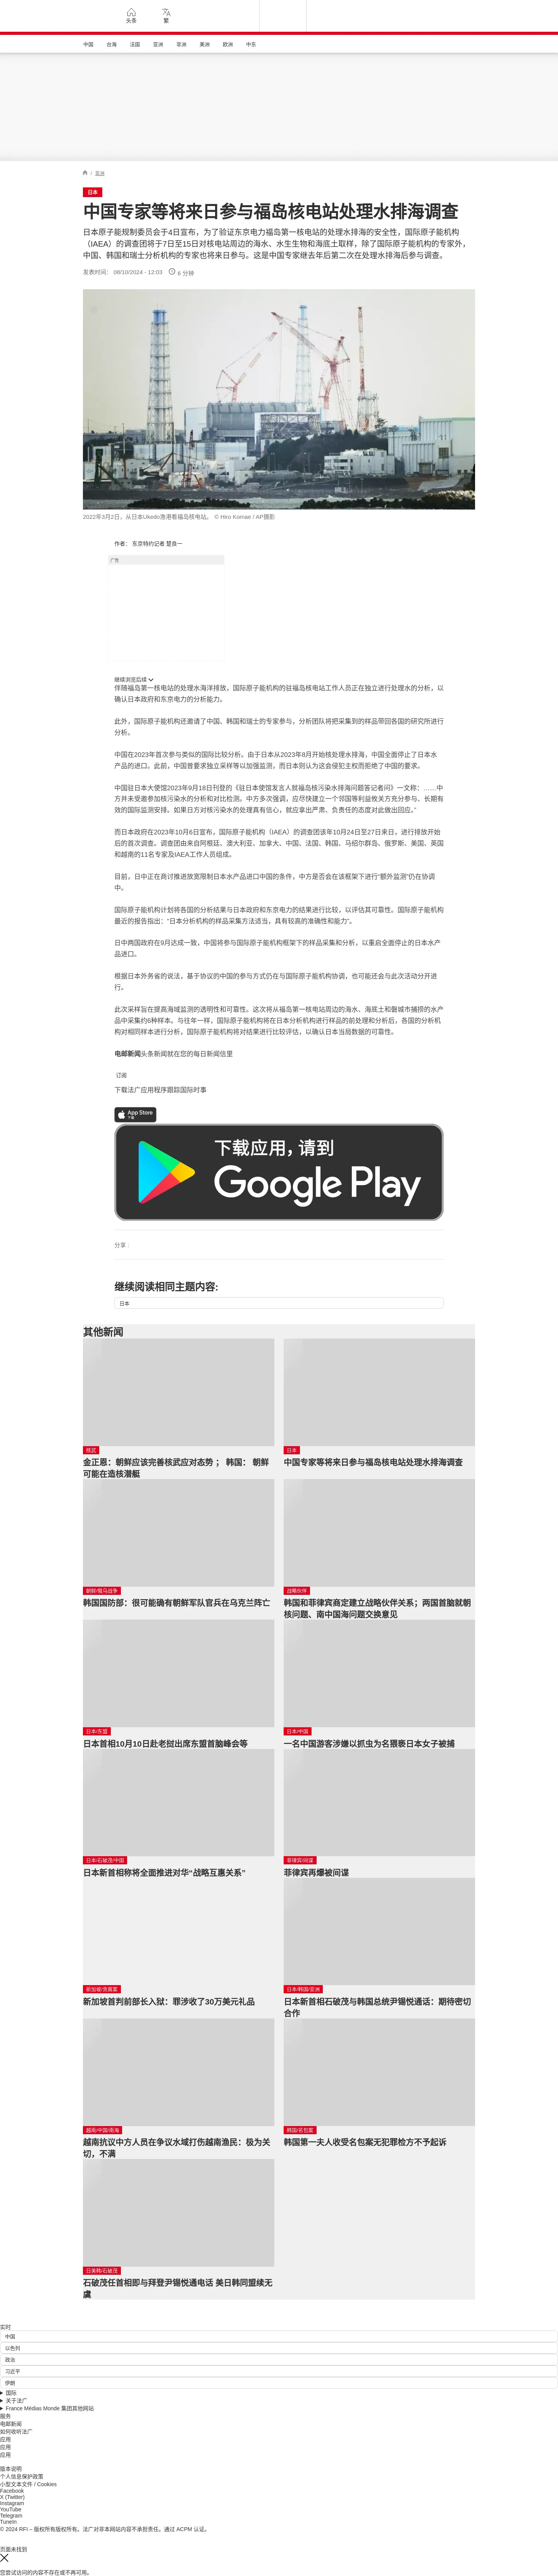 头条
繁
中国
台海
法国
亚洲
非洲
美洲
欧洲
中东
/ 亚洲
日本
中国专家等将来日参与福岛核电站处理水排海调查
日本原子能规制委员会于4日宣布，为了验证东京电力福岛第一核电站的处理水排海的安全性，国际原子能机构
（IAEA）的调查团将于7日至15日对核电站周边的海水、水生生物和海底土取样，除了国际原子能机构的专家外，
中国、韩国和瑞士分析机构的专家也将来日参与。这是中国专家继去年后第二次在处理水排海后参与调查。
发表时间： 08/10/2024 - 12:03
6 分钟
2022年3月2日，从日本Ukedo渔港看福岛核电站。 © Hiro Komae / AP摄影
作者： 东京特约记者 楚良一
广告
继续浏览后续
伴随福岛第一核电站的处理水海洋排放，国际原子能机构的驻福岛核电站工作人员正在独立进行处理水的分析，以
确认日本政府和东京电力的分析能力。
此外，国际原子能机构还邀请了中国、韩国和瑞士的专家参与，分析团队将把采集到的样品带回各国的研究所进行
分析。
中国在2023年首次参与类似的国际比较分析。由于日本从2023年8月开始核处理水排海，中国全面停止了日本水
产品的进口。此前，中国曾要求独立采样等以加强监测，而日本则认为这会侵犯主权而拒绝了中国的要求。
中国驻日本大使馆2023年9月18日刊登的《驻日本使馆发言人就福岛核污染水排海问题答记者问》一文称：……中
方并未受邀参加核污染水的分析和对比检测。中方多次强调，应尽快建立一个邻国等利益攸关方充分参与、长期有
效的国际监测安排。如果日方对核污染水的处理真有信心，就应拿出严肃、负责任的态度对此做出回应。”
而日本政府在2023年10月6日宣布，国际原子能机构（IAEA）的调查团该年10月24日至27日来日，进行排放开始
后的首次调查。调查团由来自阿根廷、澳大利亚、加拿大、中国、法国、韩国、马绍尔群岛、俄罗斯、美国、英国
和越南的11名专家及IAEA工作人员组成。
目前，日中正在商讨推进放宽限制日本水产品进口中国的条件，中方是否会在该框架下进行“额外监测”仍在协调
中。
国际原子能机构计划将各国的分析结果与日本政府和东京电力的结果进行比较，以评估其可靠性。国际原子能机构
最近的报告指出：“日本分析机构的样品采集方法适当，具有较高的准确性和能力”。
日中两国政府在9月达成一致，中国将参与国际原子能机构框架下的样品采集和分析，以重启全面停止的日本水产
品进口。
根据日本外务省的说法，基于协议的中国的参与方式仍在与国际原子能机构协调，也可能还会与此次活动分开进
行。
此次采样旨在提高海域监测的透明性和可靠性。这次将从福岛第一核电站周边的海水、海底土和磐城市捕捞的水产
品中采集约6种样本。与往年一样，国际原子能机构将在日本分析机构进行样品的前处理和分析后，各国的分析机
构对相同样本进行分析，国际原子能机构将对结果进行比较评估，以确认日本当局数据的可靠性。
电邮新闻头条新闻就在您的每日新闻信里
订阅
下载法广应用程序跟踪国际时事
App Store
下载
下载应用，请到
Google Play
分享 :
继续阅读相同主题内容:
日本
其他新闻
核武
金正恩：朝鲜应该完善核武应对态势 ； 韩国： 朝鲜
可能在造核潜艇
日本
中国专家等将来日参与福岛核电站处理水排海调查
朝鲜/俄乌战争
韩国国防部：很可能确有朝鲜军队官兵在乌克兰阵亡
战略伙伴
韩国和菲律宾商定建立战略伙伴关系；两国首脑就朝
核问题、南中国海问题交换意见
日本/东盟
日本首相10月10日赴老挝出席东盟首脑峰会等
日本/中国
一名中国游客涉嫌以抓虫为名猥亵日本女子被捕
日本/石破茂/中国
日本新首相称将全面推进对华“战略互惠关系”
菲律宾/间谍
菲律宾再爆被间谍
新加坡/贪腐案
新加坡首判前部长入狱：罪涉收了30万美元礼品
日本/韩国/亚洲
日本新首相石破茂与韩国总统尹锡悦通话：期待密切
合作
越南/中国/南海
越南抗议中方人员在争议水域打伤越南渔民：极为关
切，不满
韩国/名包案
韩国第一夫人收受名包案无犯罪检方不予起诉
日美韩/石破茂
石破茂任首相即与拜登尹锡悦通电话 美日韩同盟续无
虞
实时
中国
以色列
政治
习近平
伊朗
国际
关于法广
France Médias Monde 集团其他网站
服务
电邮新闻
如何收听法广
应用
应用
应用
版本说明
个人信息保护政策
小型文本文件 / Cookies
Facebook
X (Twitter)
Instagram
YouTube
Telegram
TuneIn
© 2024 RFI – 版权所有版权所有。法广对非本网站内容不承担责任。通过 ACPM 认证。
页面未找到
您尝试访问的内容不存在或不再可用。